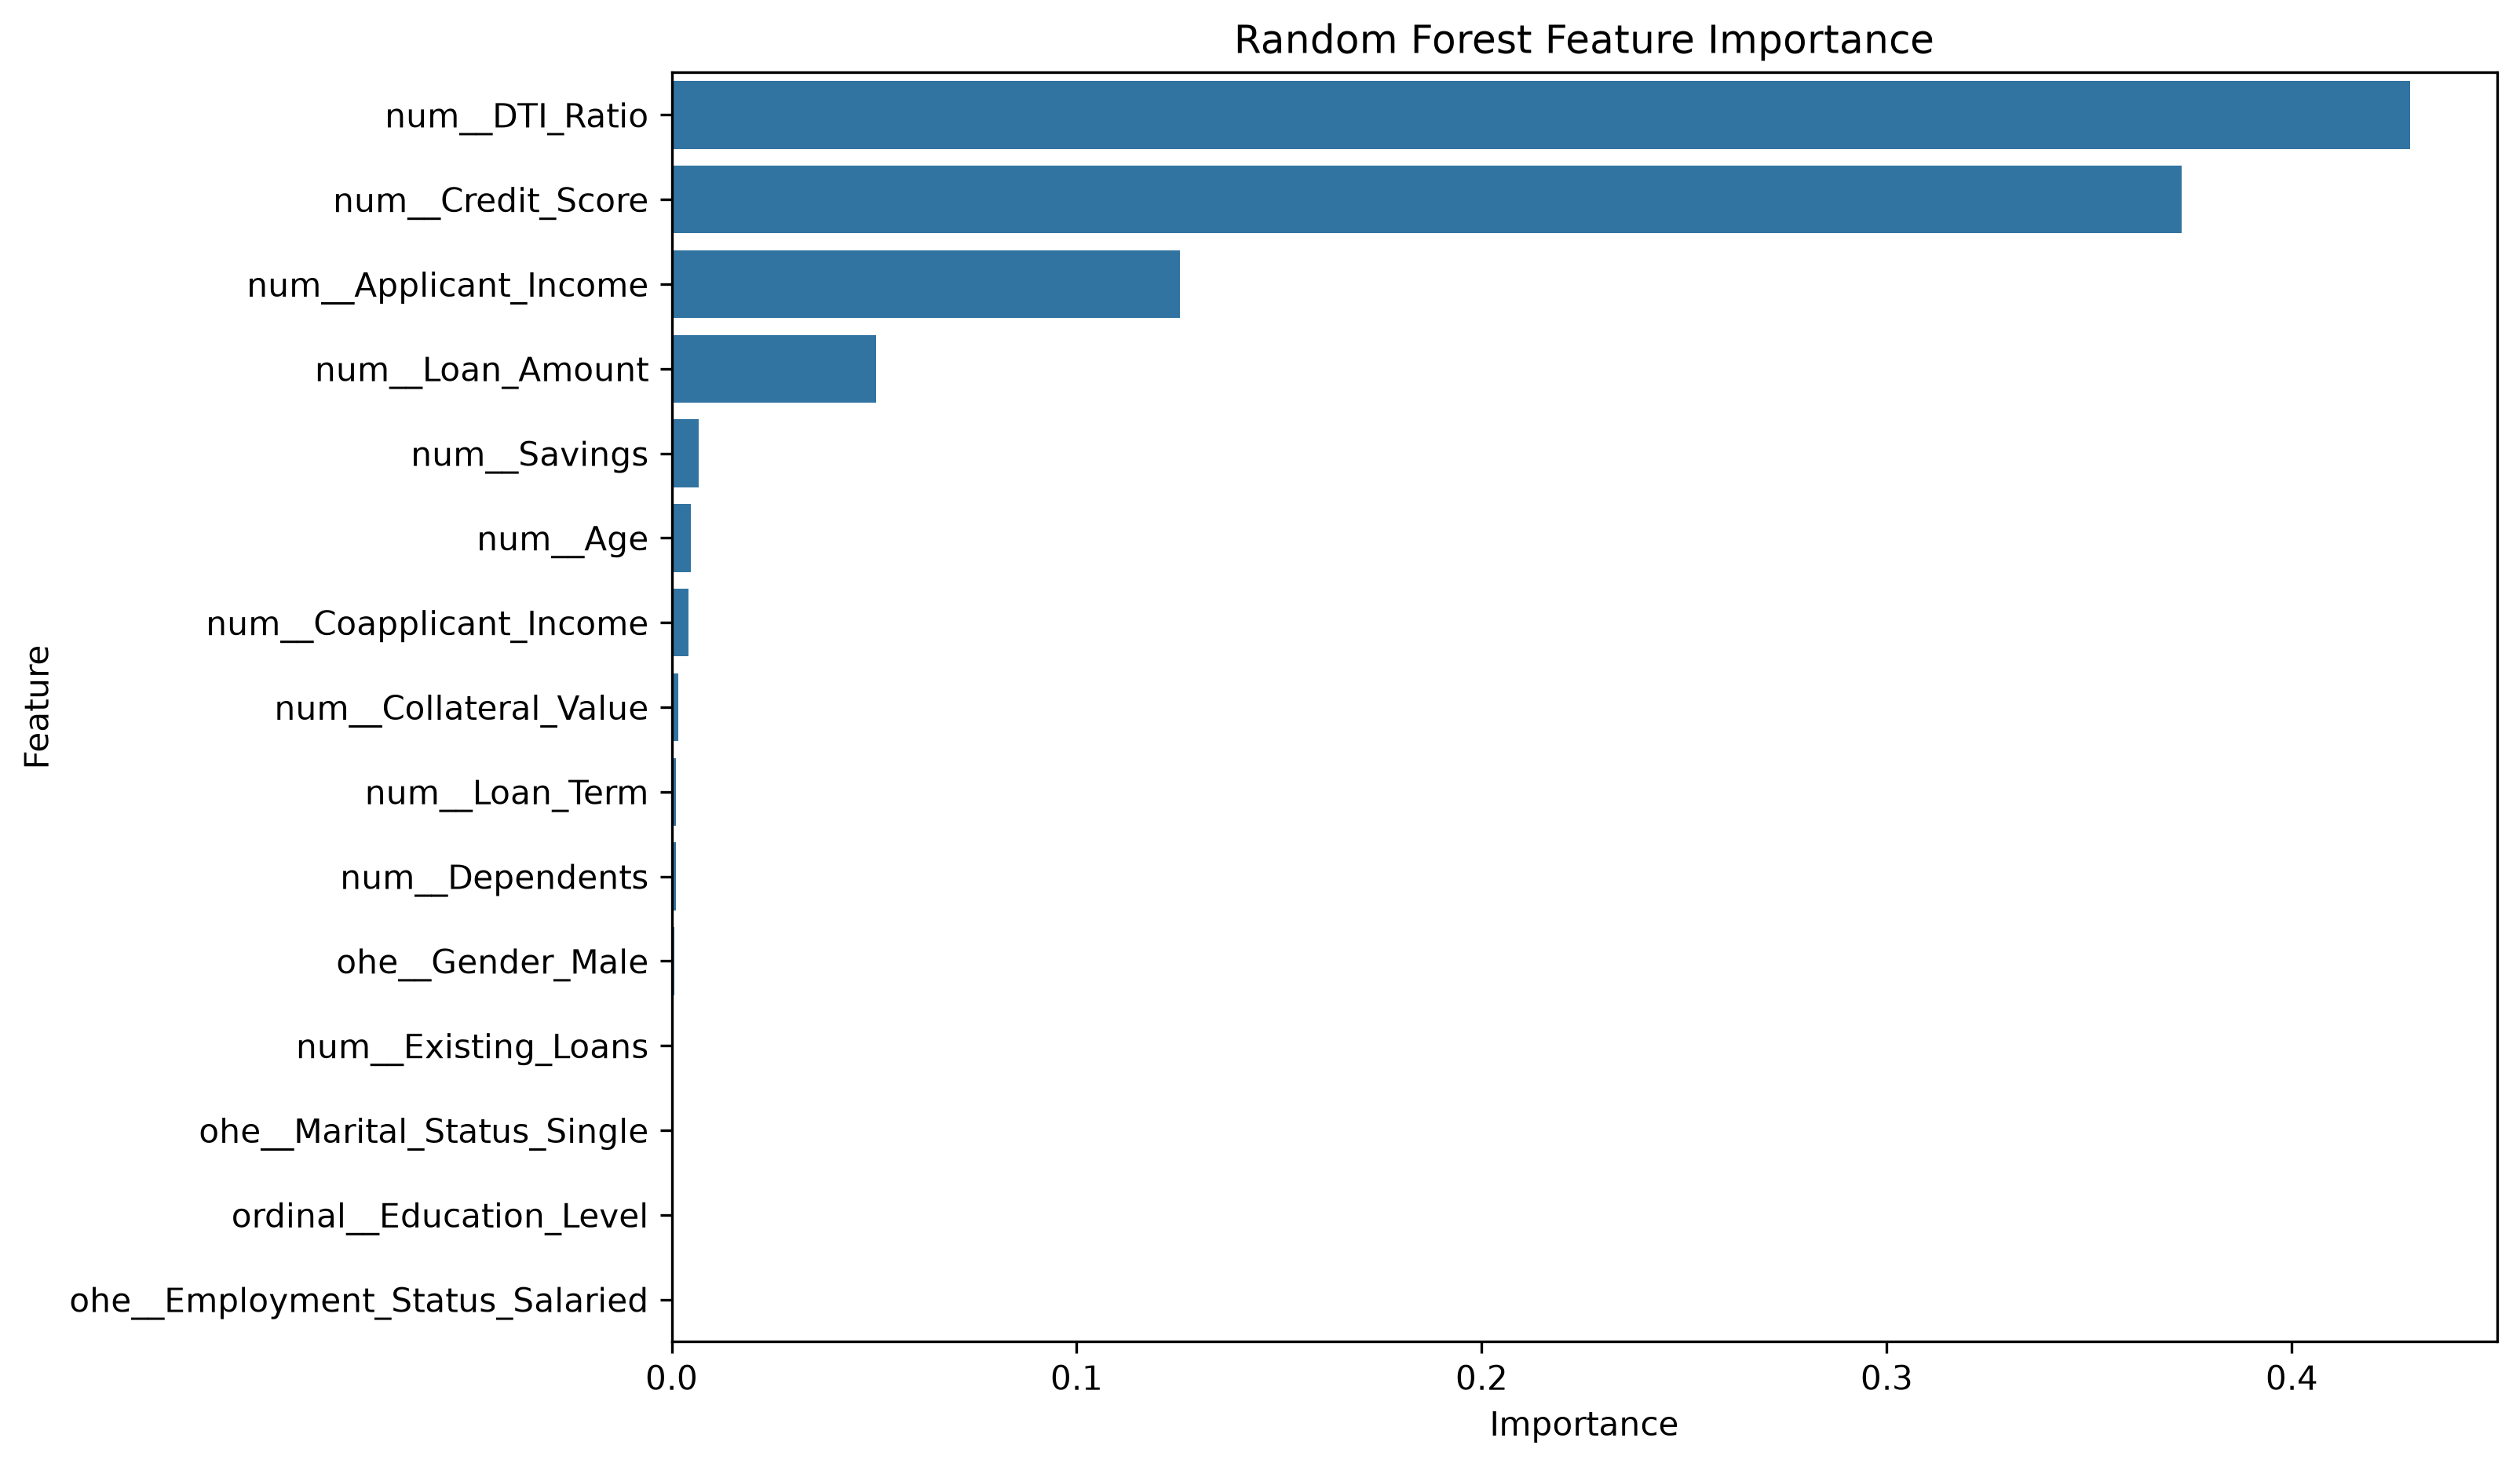 Random Forest Feature Importance
num__DTI_Ratio
num__Credit_Score
num__Applicant_Income
num__Loan_Amount
num__Savings
num__Age
num__Coapplicant_Income
num__Collateral_Value
num__Loan_Term
num__Dependents
ohe__Gender_Male
num__Existing_Loans
ohe__Marital_Status_Single
ordinal__Education_Level
ohe__Employment_Status_Salaried
Feature
0.0 0.1 0.2 0.3 0.4
Importance